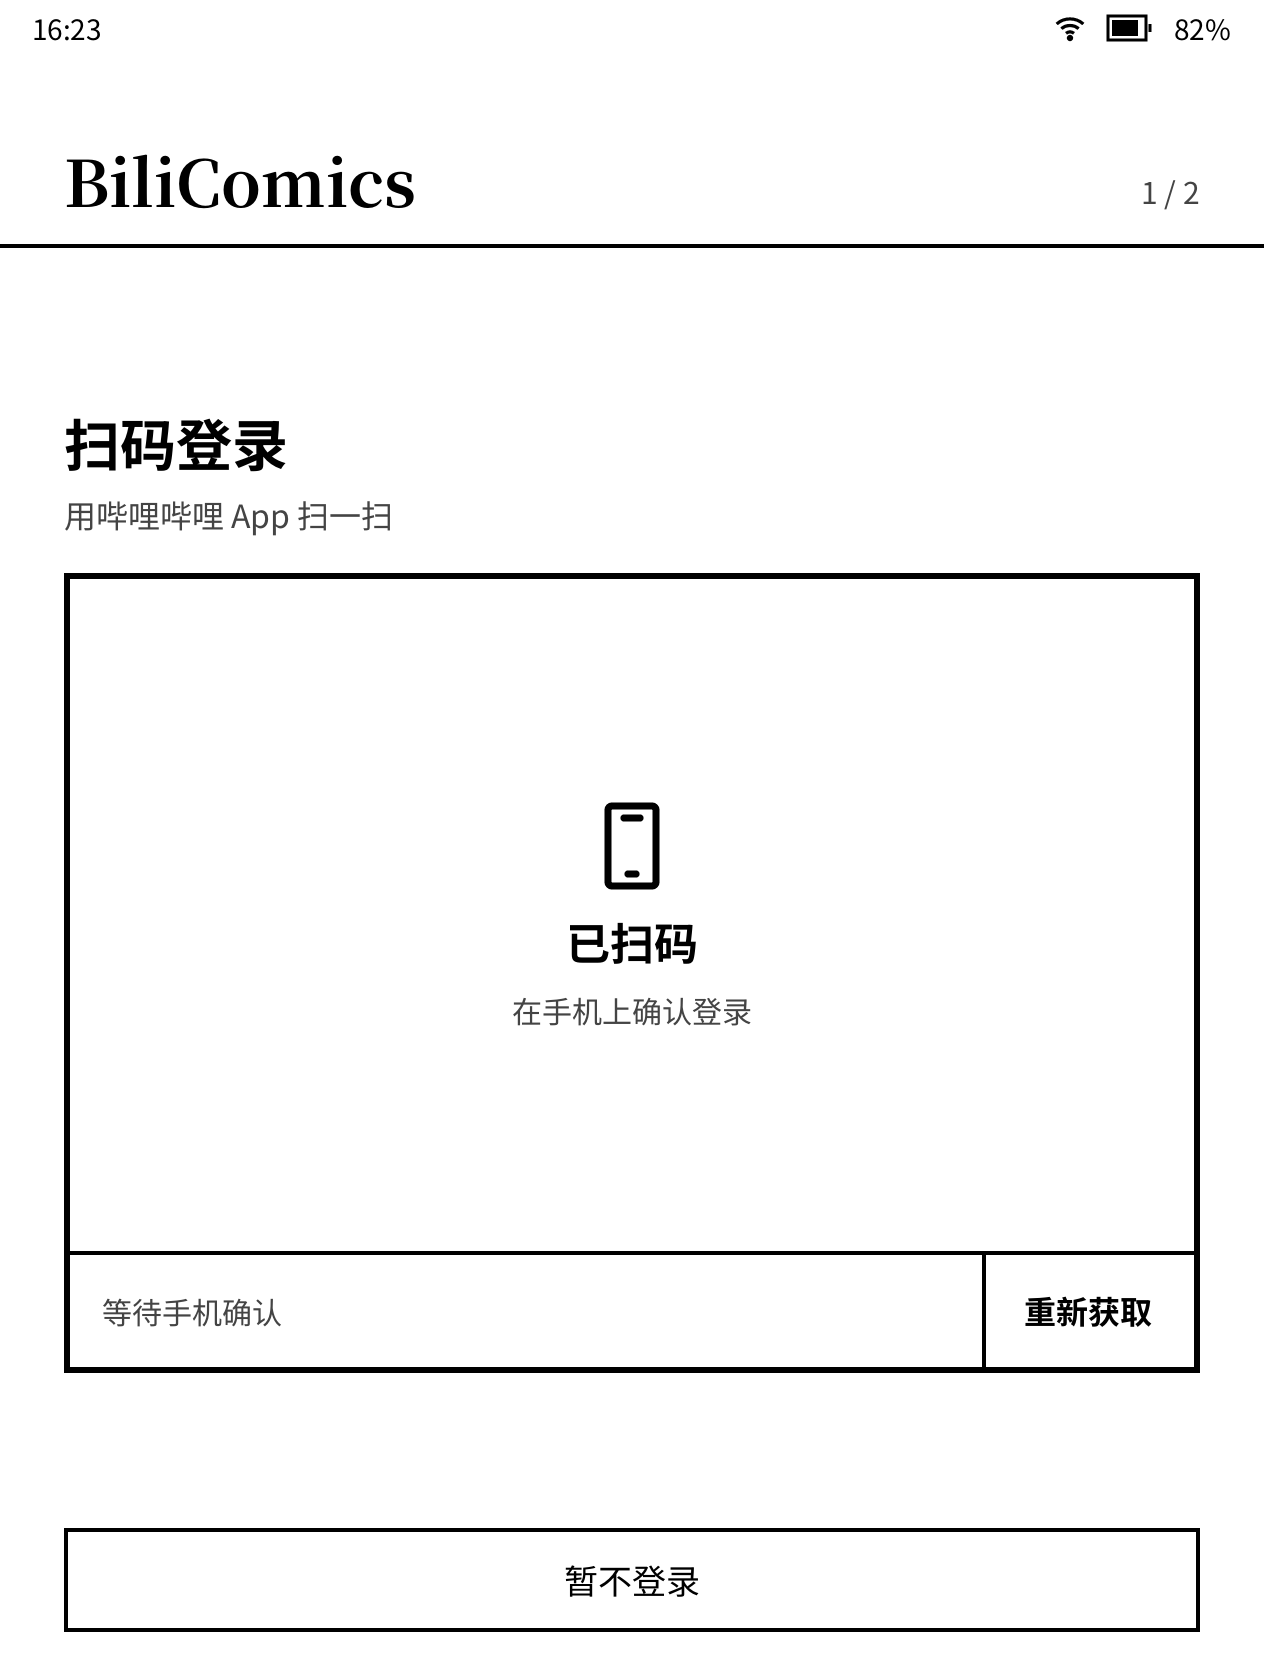 16:23
82%
BiliComics
1 / 2
扫码登录
用哔哩哔哩 App 扫一扫
已扫码
在手机上确认登录
等待手机确认
重新获取
暂不登录